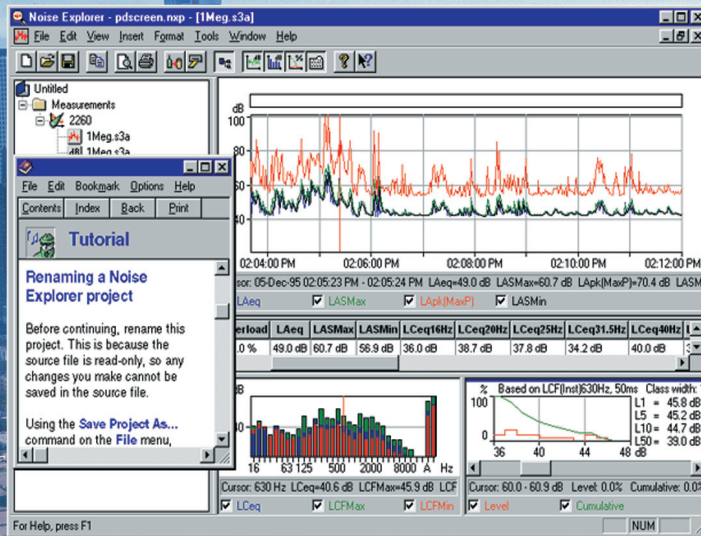 Noise Explorer - pdscreen.nxp - [1Meg.s3a]
File Edit View Insert Format Tools Window Help
Untitled
Measurements
2260
1Meg.s3a
1Meg.s3a
File Edit Bookmark Options Help
Contents Index Back Print
Tutorial
Renaming a Noise
Explorer project
Before continuing, rename this
project. This is because the
source file is read-only, so any
changes you make cannot be
saved in the source file.
Using the Save Project As...
command on the File menu,
dB
100
80
60
40
02:04:00 PM 02:06:00 PM 02:08:00 PM 02:10:00 PM 02:12:00 PM
sor: 05-Dec-95 02:05:23 PM - 02:05:24 PM LAeq=49.0 dB LASMax=60.7 dB LApk(MaxP)=70.4 dB LASM
LAeq LASMax LApk(MaxP) LASMin
erload LAeq LASMax LASMin LCeq16Hz LCeq20Hz LCeq25Hz LCeq31.5Hz LCeq40Hz L
.0 % 49.0 dB 60.7 dB 56.9 dB 36.0 dB 38.7 dB 37.8 dB 34.2 dB 40.0 dB
dB
40
16 63 125 500 2000 8000 A Hz
Cursor: 630 Hz LCeq=40.6 dB LCFMax=45.9 dB LCF
LCeq LCFMax LCFMin
% Based on LCF(Inst)630Hz, 50ms Class width:
100
0
36 40 44 48 dB
L1 = 45.8 dB
L5 = 45.2 dB
L10= 44.7 dB
L50= 39.0 dB
Cursor: 60.0 - 60.9 dB Level: 0.0% Cumulative: 0.0%
Level Cumulative
For Help, press F1
NUM